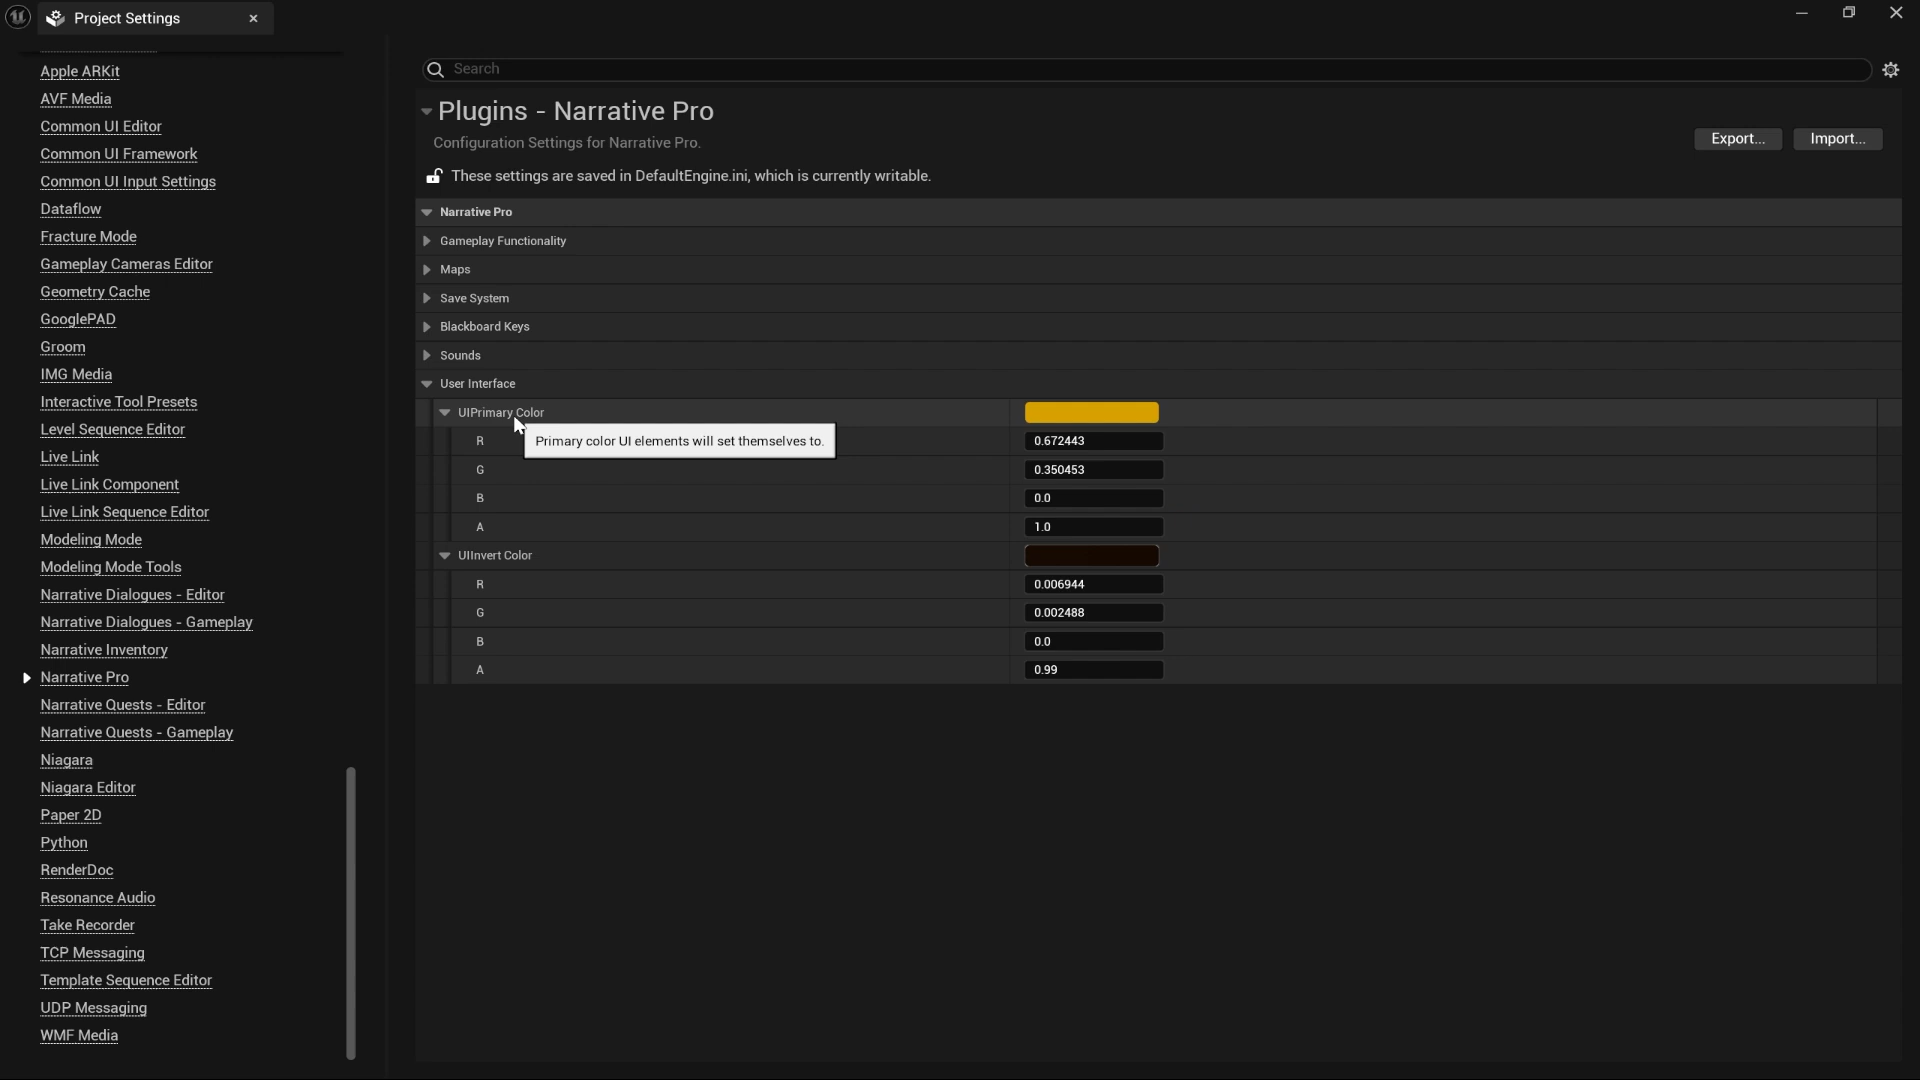 Project Settings
Apple ARKit
AVF Media
Common UI Editor
Common UI Framework
Common UI Input Settings
Dataflow
Fracture Mode
Gameplay Cameras Editor
Geometry Cache
GooglePAD
Groom
IMG Media
Interactive Tool Presets
Level Sequence Editor
Live Link
Live Link Component
Live Link Sequence Editor
Modeling Mode
Modeling Mode Tools
Narrative Dialogues - Editor
Narrative Dialogues - Gameplay
Narrative Inventory
Narrative Pro
Narrative Quests - Editor
Narrative Quests - Gameplay
Niagara
Niagara Editor
Paper 2D
Python
RenderDoc
Resonance Audio
Take Recorder
TCP Messaging
Template Sequence Editor
UDP Messaging
WMF Media
Search
Plugins - Narrative Pro
Configuration Settings for Narrative Pro.
Export...
Import...
These settings are saved in DefaultEngine.ini, which is currently writable.
Narrative Pro
Gameplay Functionality
Maps
Save System
Blackboard Keys
Sounds
User Interface
UIPrimary Color
Primary color UI elements will set themselves to.
R 0.672443
G 0.350453
B 0.0
A 1.0
UIInvert Color
R 0.006944
G 0.002488
B 0.0
A 0.99